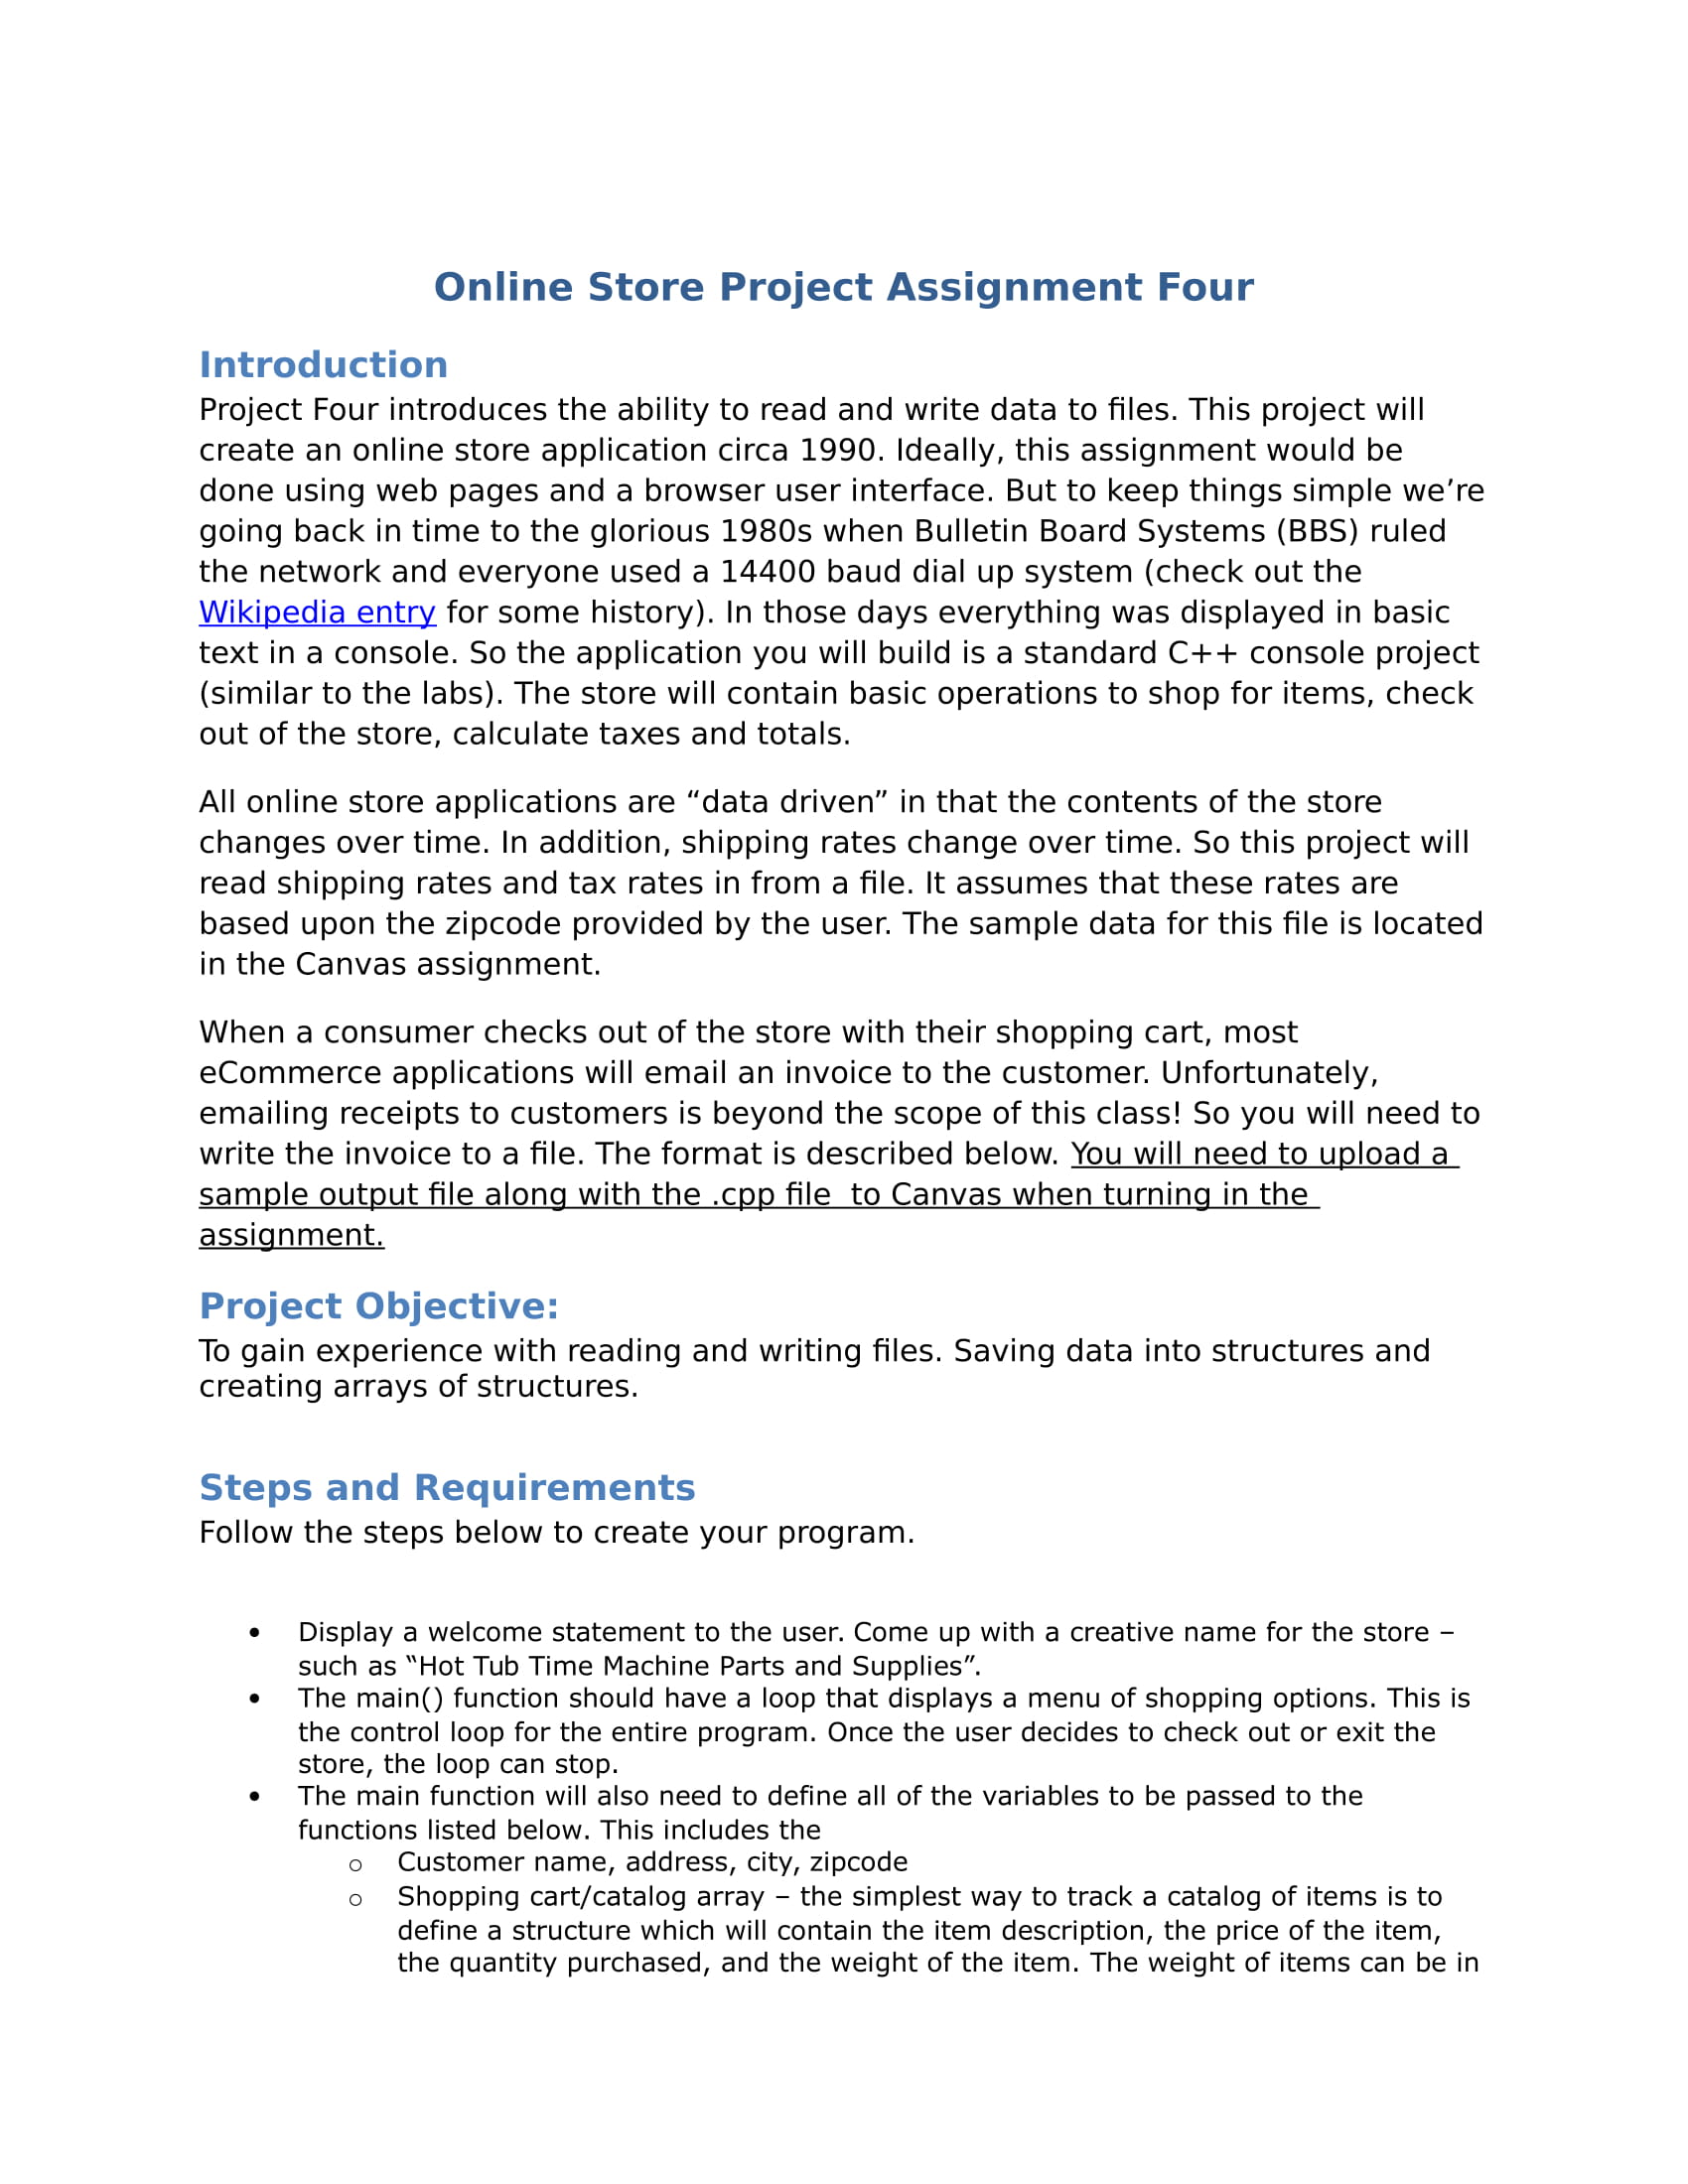 Online Store Project Assignment Four
Introduction
Project Four introduces the ability to read and write data to files. This project will
create an online store application circa 1990. Ideally, this assignment would be
done using web pages and a browser user interface. But to keep things simple we’re
going back in time to the glorious 1980s when Bulletin Board Systems (BBS) ruled
the network and everyone used a 14400 baud dial up system (check out the
Wikipedia entry for some history). In those days everything was displayed in basic
text in a console. So the application you will build is a standard C++ console project
(similar to the labs). The store will contain basic operations to shop for items, check
out of the store, calculate taxes and totals.
All online store applications are “data driven” in that the contents of the store
changes over time. In addition, shipping rates change over time. So this project will
read shipping rates and tax rates in from a file. It assumes that these rates are
based upon the zipcode provided by the user. The sample data for this file is located
in the Canvas assignment.
When a consumer checks out of the store with their shopping cart, most
eCommerce applications will email an invoice to the customer. Unfortunately,
emailing receipts to customers is beyond the scope of this class! So you will need to
write the invoice to a file. The format is described below. You will need to upload a
sample output file along with the .cpp file  to Canvas when turning in the
assignment.
Project Objective:
To gain experience with reading and writing files. Saving data into structures and
creating arrays of structures.
Steps and Requirements
Follow the steps below to create your program.
• Display a welcome statement to the user. Come up with a creative name for the store –
such as “Hot Tub Time Machine Parts and Supplies”.
• The main() function should have a loop that displays a menu of shopping options. This is
the control loop for the entire program. Once the user decides to check out or exit the
store, the loop can stop.
• The main function will also need to define all of the variables to be passed to the
functions listed below. This includes the
o Customer name, address, city, zipcode
o Shopping cart/catalog array – the simplest way to track a catalog of items is to
define a structure which will contain the item description, the price of the item,
the quantity purchased, and the weight of the item. The weight of items can be in